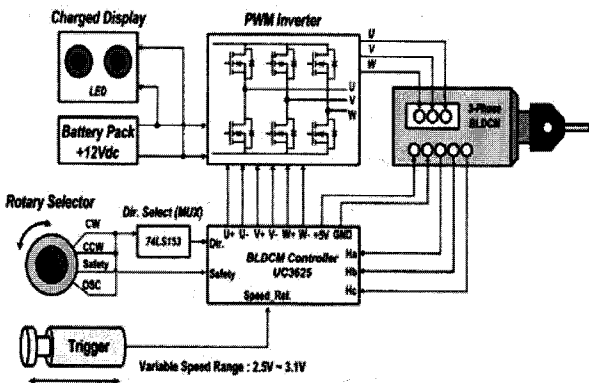 Charged Display
PWM Inverter
LED
Battery Pack
+12Vdc
U
V
W
U
V
W
3-Phase
BLDCM
Rotary Selector
Dir. Select (MUX)
CW
CCW
Safety
OSC
74LS153
U+ U- V+ V- W+ W- +5V GND
Dir.
BLDCM Controller
UC3625
Safety
Speed_Ref.
Ha
Hb
Hc
Trigger
Variable Speed Range : 2.5V ~ 3.1V